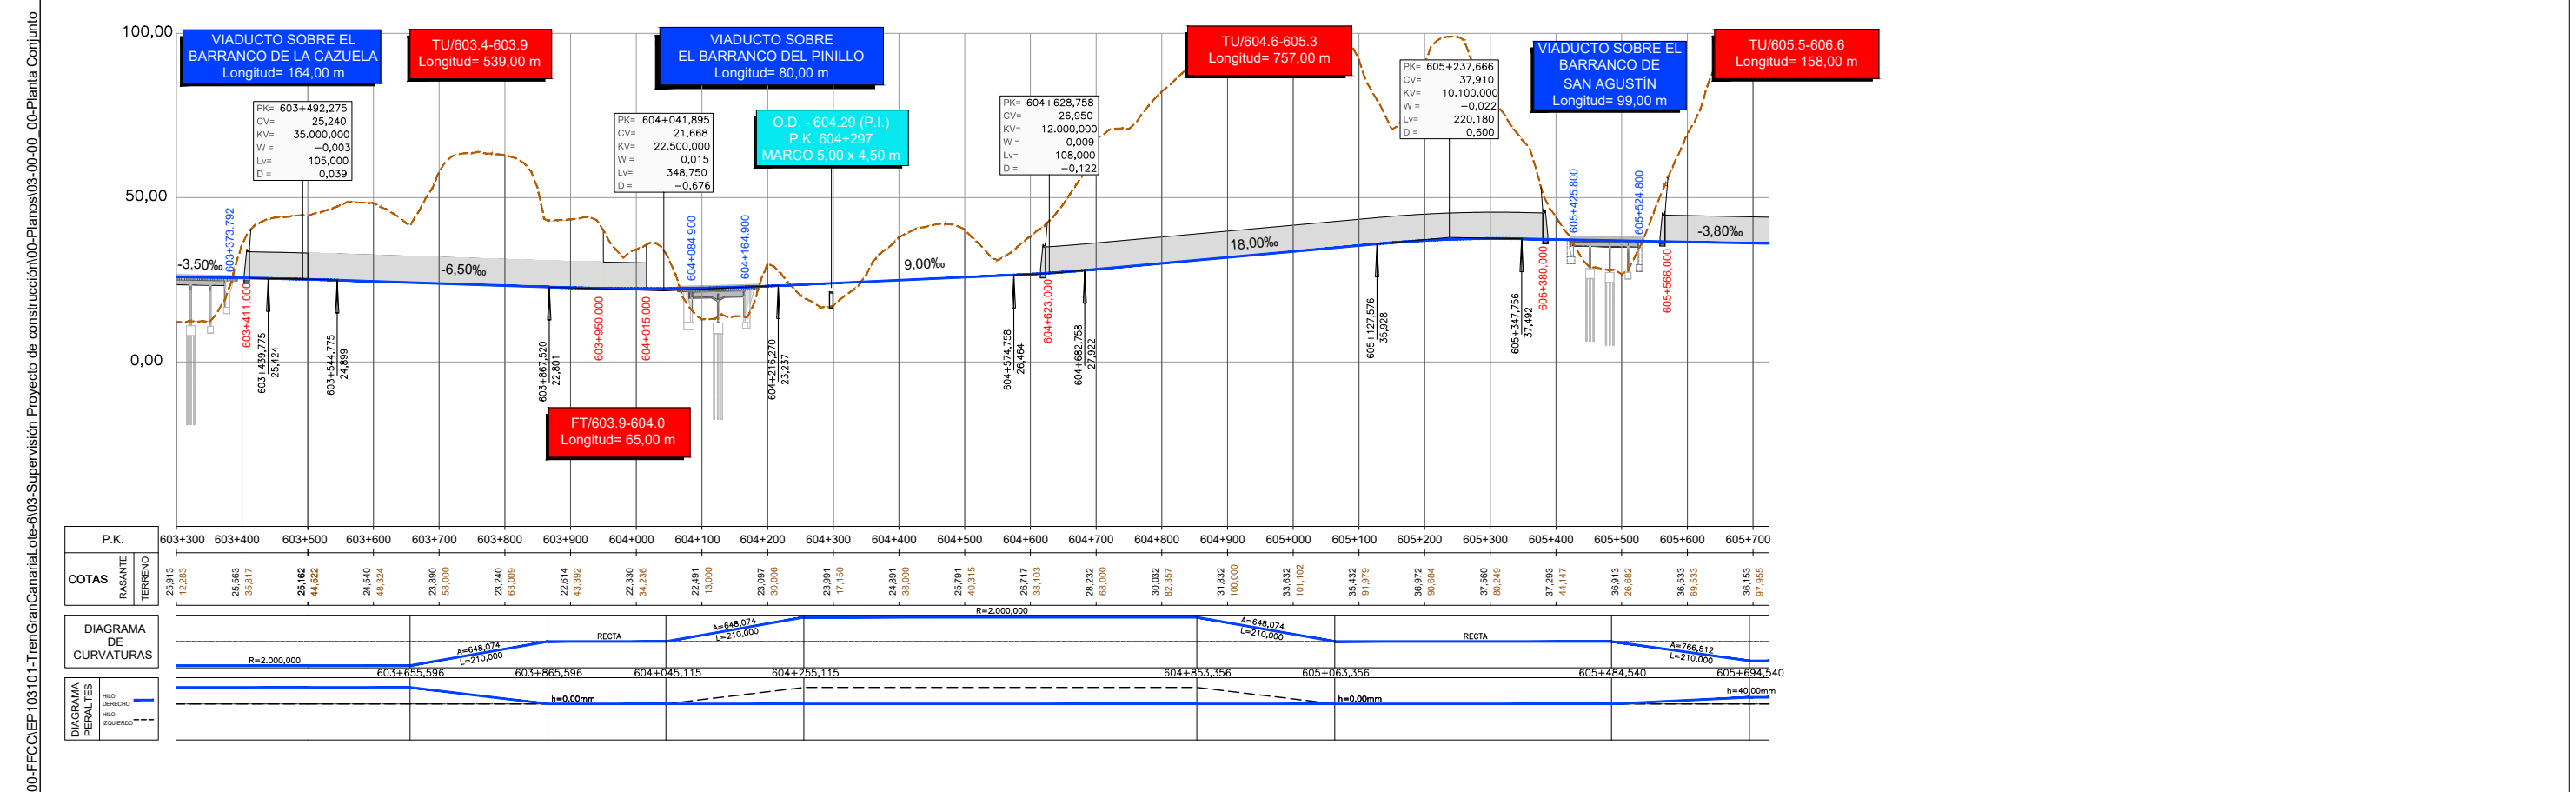 00-FFCC\EP103101-TrenGranCanariaLote-6\03-Supervisión Proyecto de construcción\00-Planos\03-00-00_00-Planta Conjunto
100,00
50,00
0,00
VIADUCTO SOBRE EL
BARRANCO DE LA CAZUELA
Longitud= 164,00 m
TU/603.4-603.9
Longitud= 539,00 m
VIADUCTO SOBRE
EL BARRANCO DEL PINILLO
Longitud= 80,00 m
TU/604.6-605.3
Longitud= 757,00 m
VIADUCTO SOBRE EL
BARRANCO DE
SAN AGUSTÍN
Longitud= 99,00 m
TU/605.5-606.6
Longitud= 158,00 m
O.D. - 604.29 (P.I.)
P.K. 604+297
MARCO 5,00 x 4,50 m
FT/603.9-604.0
Longitud= 65,00 m
PK= 603+492,275
CV= 25,240
KV= 35.000,000
W = -0,003
Lv= 105,000
D = 0,039
PK= 604+041,895
CV= 21,668
KV= 22.500,000
W = 0,015
Lv= 348,750
D = -0,676
PK= 604+628,758
CV= 26,950
KV= 12.000,000
W = 0,009
Lv= 108,000
D = -0,122
PK= 605+237,666
CV= 37,910
KV= 10.100,000
W = -0,022
Lv= 220,180
D = 0,600
-3,50‰
-6,50‰
9,00‰
18,00‰
-3,80‰
603+373.792
604+084.900
604+164.900
605+425.800
605+524.800
603+411,000
603+950,000
604+015,000
604+623,000
605+380,000
605+566,000
603+439,775
25,424
603+544,775
24,899
603+867,520
22,801
604+216,270
23,237
604+574,758
26,464
604+682,758
27,922
605+127,576
35,928
605+347,756
37,492
P.K. 603+300 603+400 603+500 603+600 603+700 603+800 603+900 604+000 604+100 604+200 604+300 604+400 604+500 604+600 604+700 604+800 604+900 605+000 605+100 605+200 605+300 605+400 605+500 605+600 605+700
COTAS
RASANTE 25,913 25,563 25,162 24,540 23,890 23,240 22,614 22,330 22,491 23,097 23,991 24,891 25,791 26,717 28,232 30,032 31,832 33,632 35,432 36,972 37,560 37,293 36,913 36,533 36,153
TERRENO 12,283 35,817 44,522 48,324 58,000 63,009 43,392 34,236 13,000 30,006 17,150 38,000 40,315 38,103 68,000 82,357 100,000 101,102 91,979 90,684 80,249 44,147 26,682 69,533 97,955
DIAGRAMA
DE
CURVATURAS
R=2.000,000
A=648,074
L=210,000
RECTA
A=648,074
L=210,000
R=2.000,000
A=648,074
L=210,000
RECTA
A=766,812
L=210,000
603+655,596 603+865,596 604+045,115 604+255,115 604+853,356 605+063,356 605+484,540 605+694,540
DIAGRAMA
PERALTES
HILO
DERECHO
HILO
IZQUIERDO
h=0,00mm
h=0,00mm
h=40,00mm